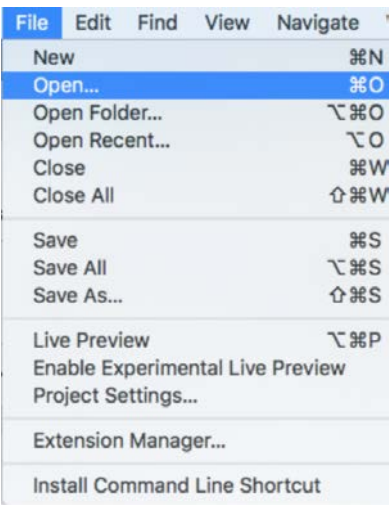 File Edit Find View Navigate
New ⌘N
Open... ⌘O
Open Folder... ⌥⌘O
Open Recent... ⌥O
Close ⌘W
Close All ⇧⌘W
Save ⌘S
Save All ⌥⌘S
Save As... ⇧⌘S
Live Preview ⌥⌘P
Enable Experimental Live Preview
Project Settings...
Extension Manager...
Install Command Line Shortcut